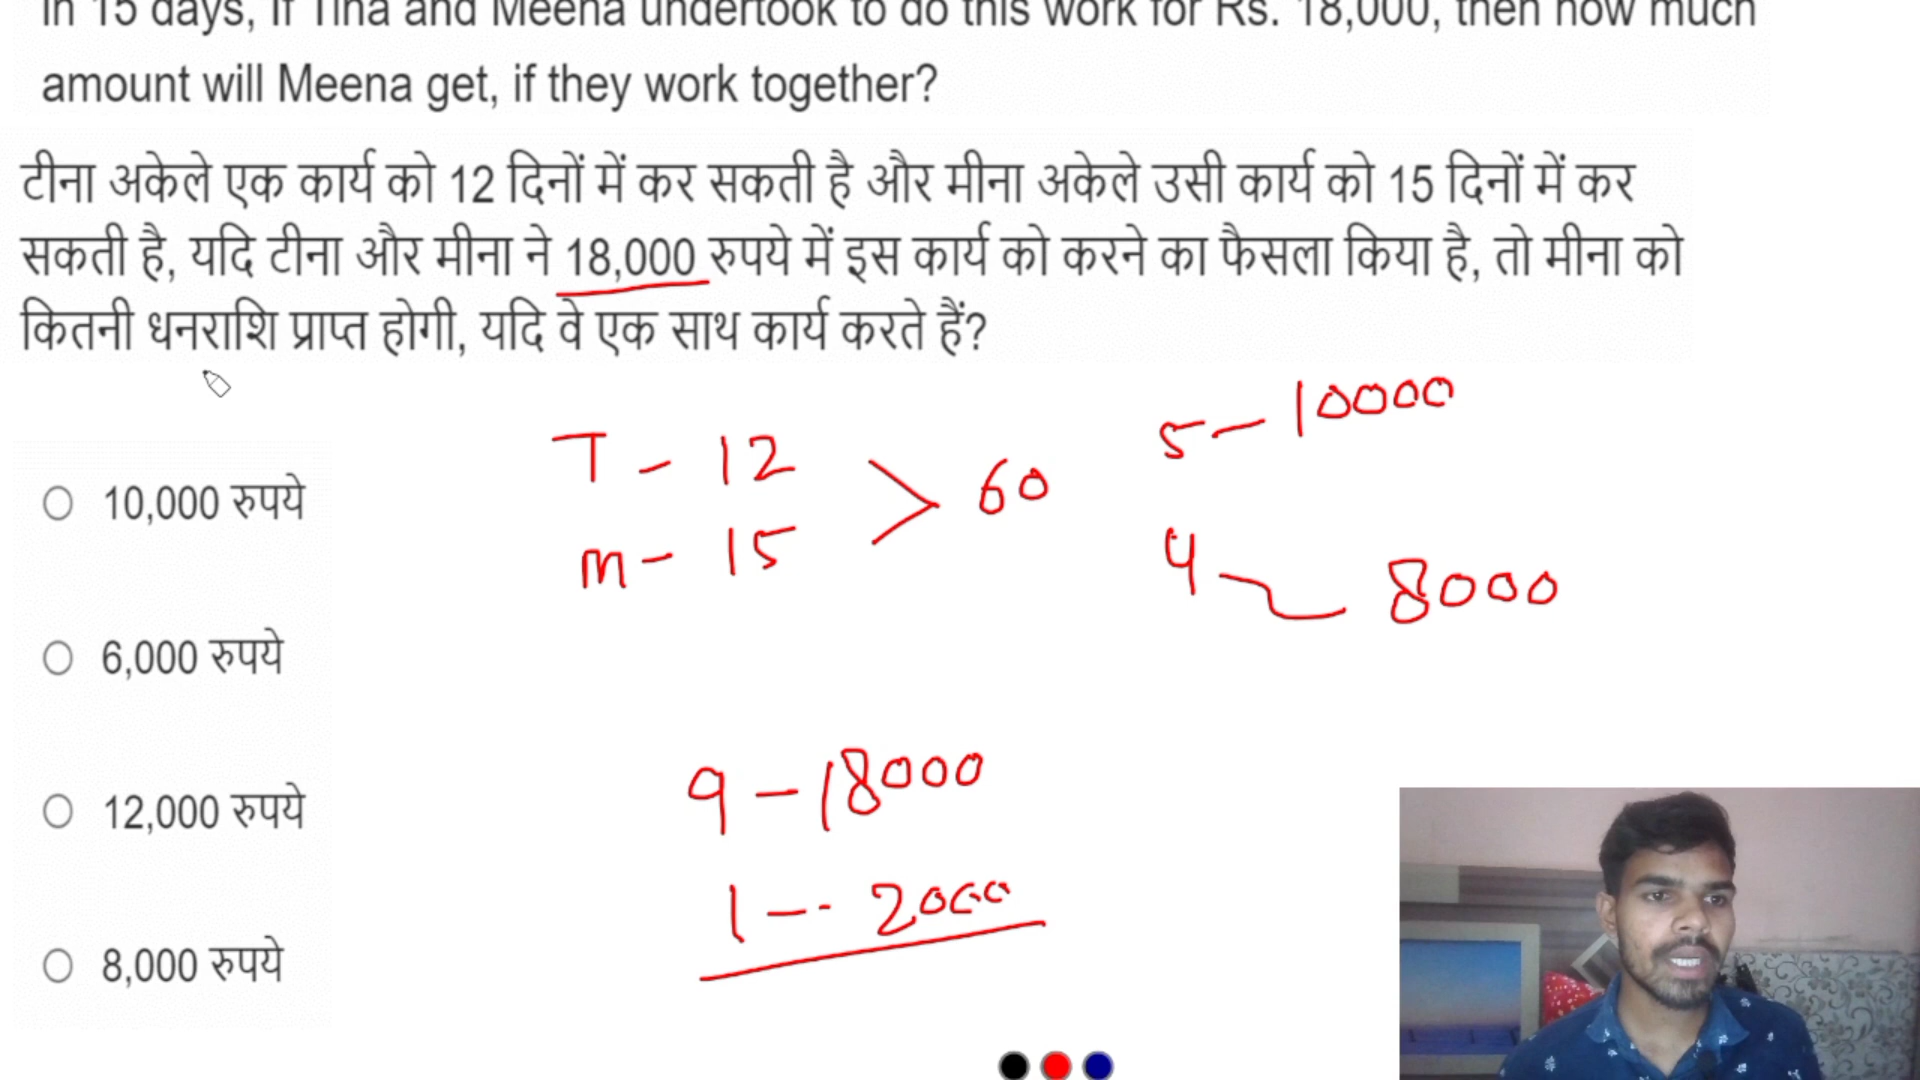 in 15 days, if Tina and Meena undertook to do this work for Rs. 18,000, then how much
amount will Meena get, if they work together?
टीना अकेले एक कार्य को 12 दिनों में कर सकती है और मीना अकेले उसी कार्य को 15 दिनों में कर
सकती है, यदि टीना और मीना ने 18,000 रुपये में इस कार्य को करने का फैसला किया है, तो मीना को
कितनी धनराशि प्राप्त होगी, यदि वे एक साथ कार्य करते हैं?
10,000 रुपये
6,000 रुपये
12,000 रुपये
8,000 रुपये
T - 12
m - 15
60
5 - 10000
4 8000
9 - 18000
1 -- 2000